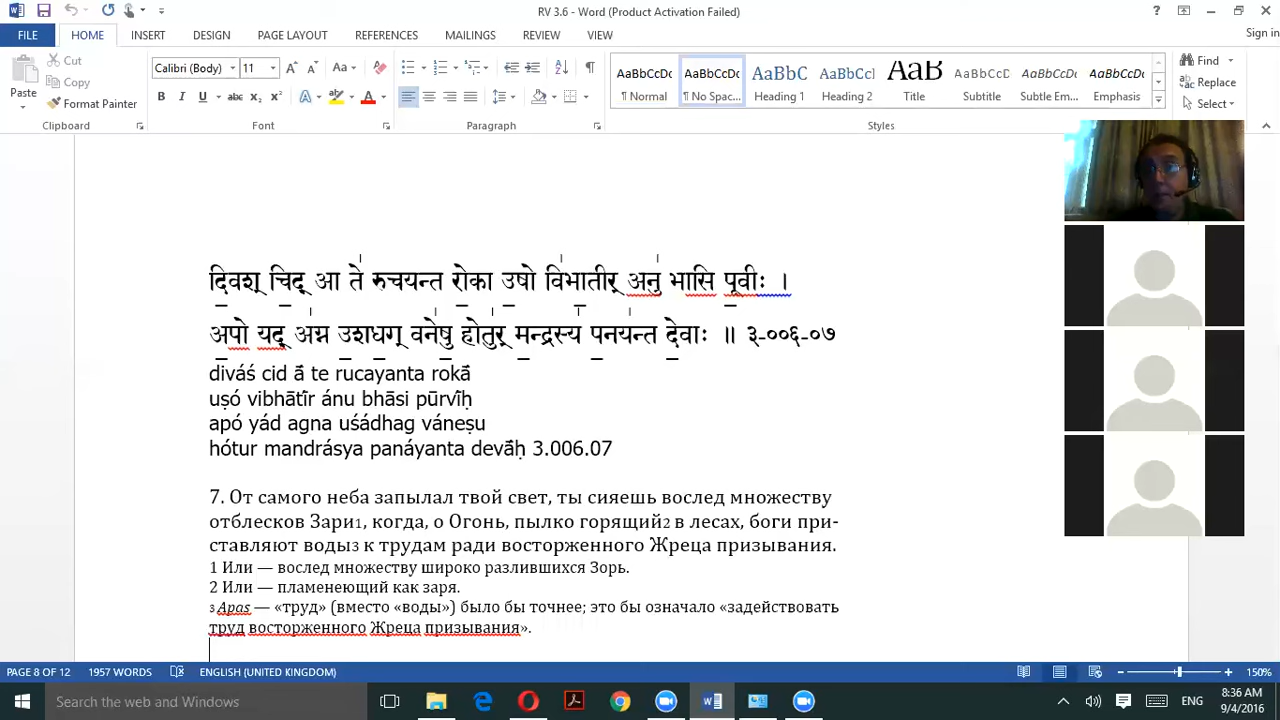 RV 3.6 - Word (Product Activation Failed)
Sign in
FILE HOME INSERT DESIGN PAGE LAYOUT REFERENCES MAILINGS REVIEW VIEW
Cut
Copy
Format Painter
Paste
Clipboard
Calibri (Body) 11
Font
Paragraph
AaBbCcDc AaBbCcDc AaBbC AaBbCcl AaB AaBbCcD AaBbCcDc AaBbCcDc
¶ Normal ¶ No Spac... Heading 1 Heading 2 Title Subtitle Subtle Em... Emphasis
Styles
Find
Replace
Select
दि॒वश् चि॒द् आ ते॑ रुचयन्त रो॒का उ॒षो वि॑भा॒तीर् अनु॑ भासि पू॒र्वीः ।
अ॒पो यद् अ॑ग्न उ॒शध॒ग् वने॑षु॒ होतु॑र् म॒न्द्रस्य॑ प॒नय॑न्त दे॒वाः ॥ ३-००६-०७
diváś cid ā́ te rucayanta rokā́
uṣó vibhātī́r ánu bhāsi pūrvī́ḥ
apó yád agna uśádhag váneṣu
hótur mandrásya panáyanta devā́ḥ 3.006.07
7. От самого неба запылал твой свет, ты сияешь вослед множеству
отблесков Зари1, когда, о Огонь, пылко горящий2 в лесах, боги при-
ставляют воды3 к трудам ради восторженного Жреца призывания.
1 Или — вослед множеству широко разлившихся Зорь.
2 Или — пламенеющий как заря.
3 Apas — «труд» (вместо «воды») было бы точнее; это бы означало «задействовать
труд восторженного Жреца призывания».
PAGE 8 OF 12 1957 WORDS ENGLISH (UNITED KINGDOM) 150%
Search the web and Windows
ENG
8:36 AM
9/4/2016